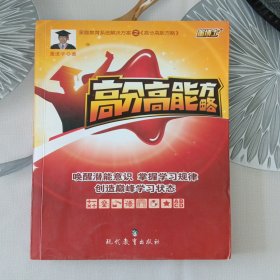 家庭教育系统解决方案之《高分高能方略》
高分高能方略
唤醒潜能意识 掌握学习规律
创造巅峰学习状态
现代教育出版社